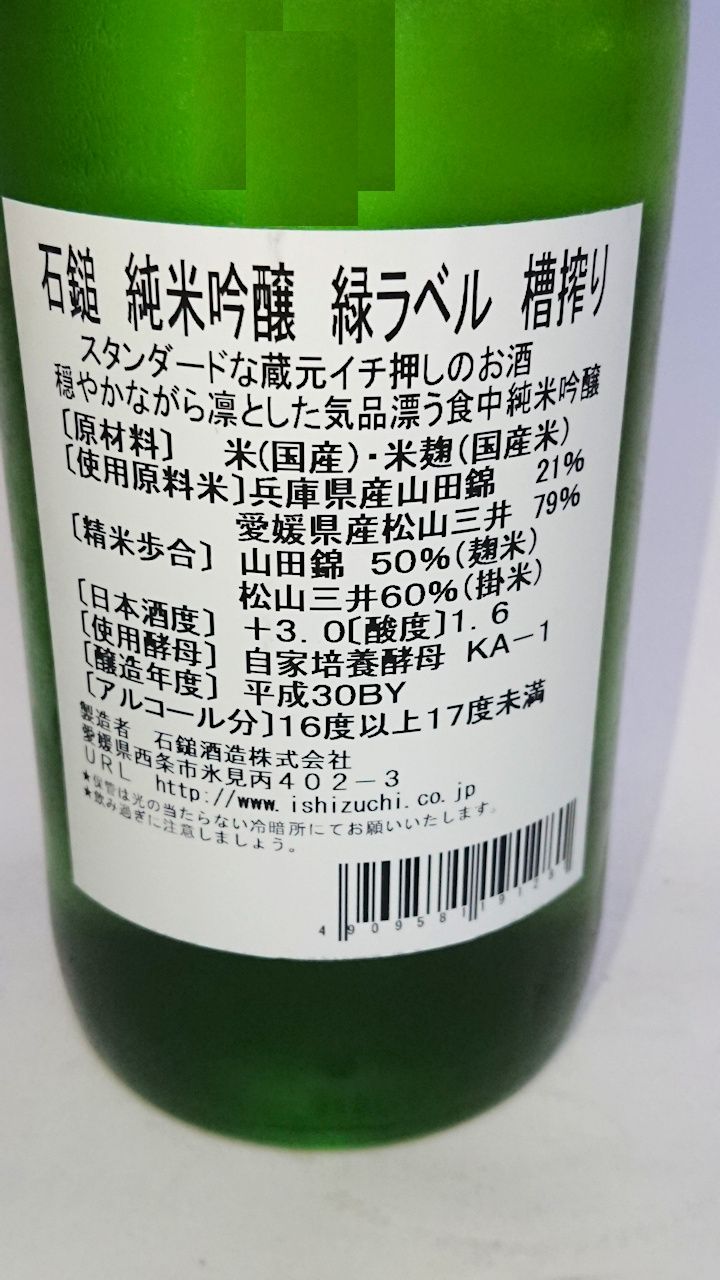 石鎚 純米吟醸 緑ラベル 槽搾り
スタンダードな蔵元イチ押しのお酒
穏やかながら凛とした気品漂う食中純米吟醸
〔原材料〕 米(国産)・米麹(国産米)
〔使用原料米〕兵庫県産山田錦 21%
愛媛県産松山三井 79%
〔精米歩合〕 山田錦 50%(麹米)
松山三井60%(掛米)
〔日本酒度〕 +3.0〔酸度〕1.6
〔使用酵母〕 自家培養酵母 KA-1
〔醸造年度〕 平成30BY
〔アルコール分〕16度以上17度未満
製造者 石鎚酒造株式会社
愛媛県西条市氷見丙402-3
URL http://www.ishizuchi.co.jp
★保管は光の当たらない冷暗所にてお願いいたします。
★飲み過ぎに注意しましょう。